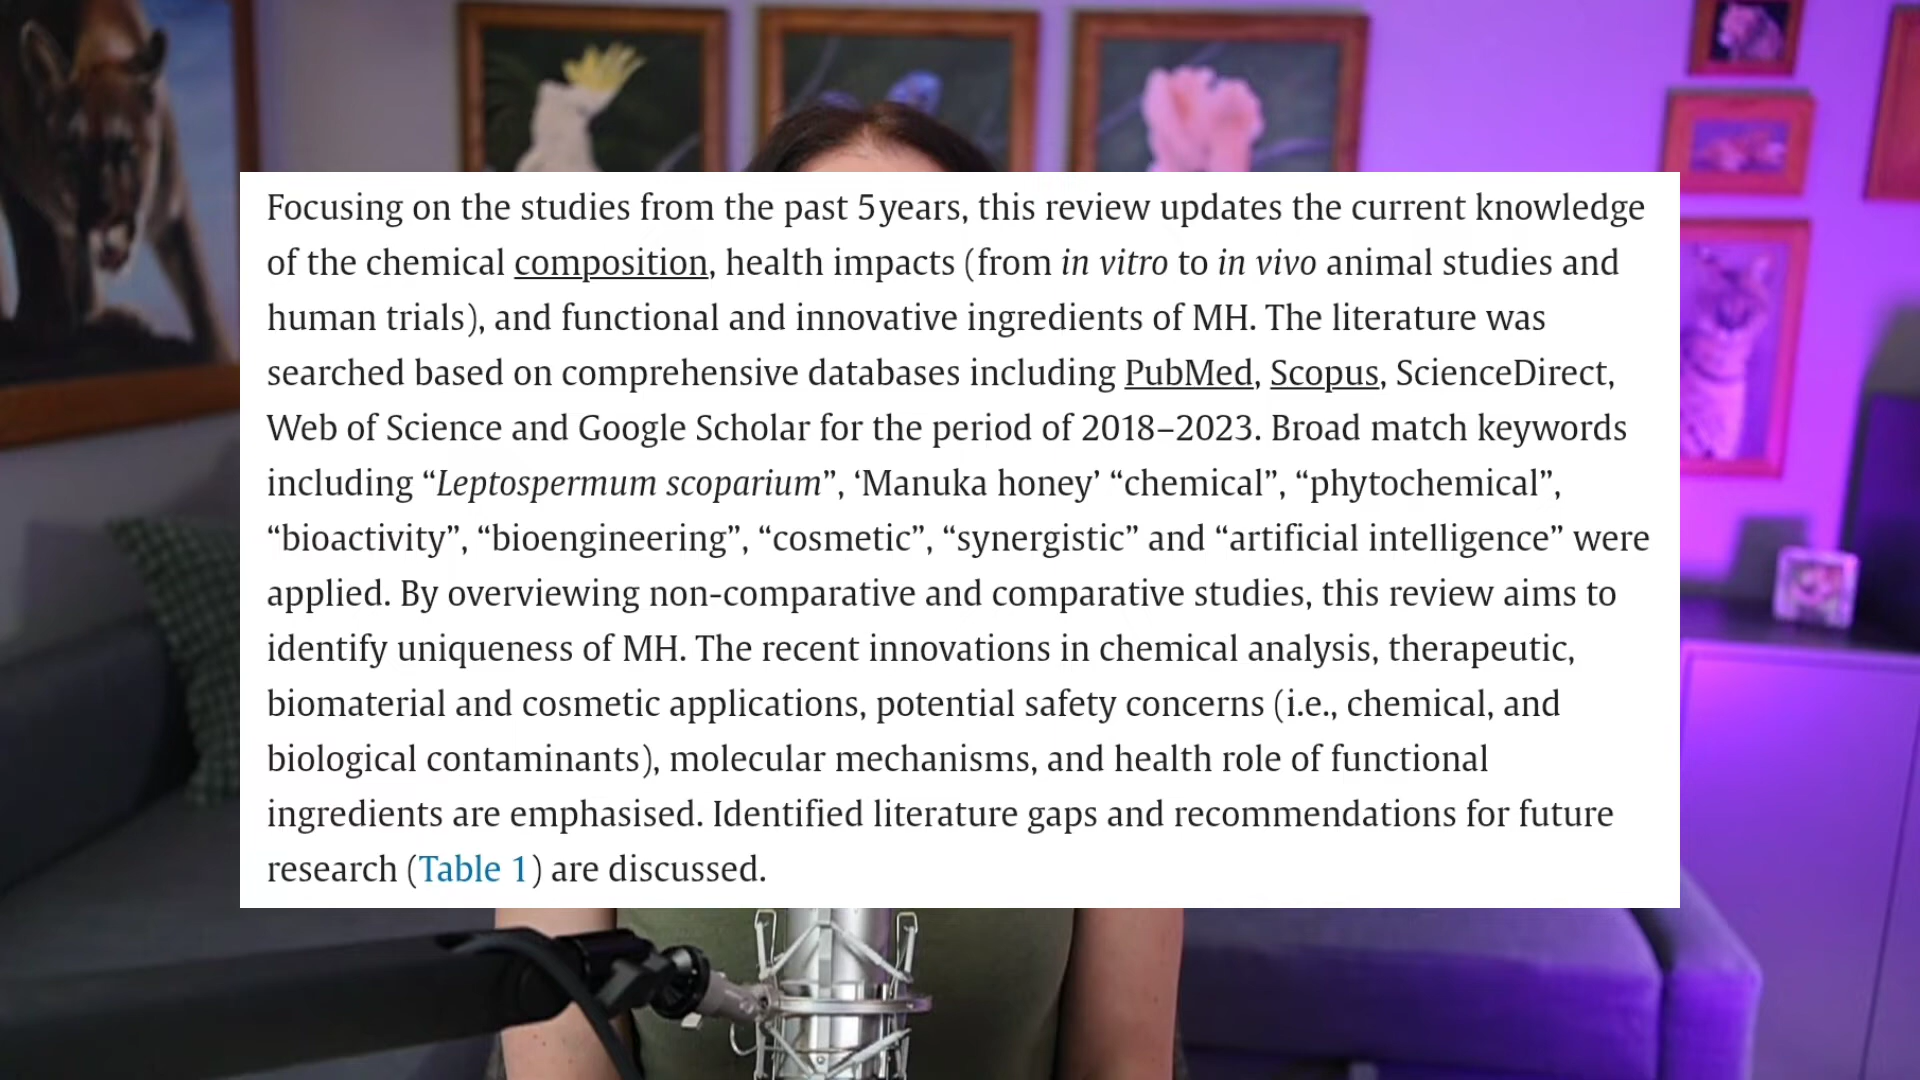 Focusing on the studies from the past 5 years, this review updates the current knowledge
of the chemical composition, health impacts (from in vitro to in vivo animal studies and
human trials), and functional and innovative ingredients of MH. The literature was
searched based on comprehensive databases including PubMed, Scopus, ScienceDirect,
Web of Science and Google Scholar for the period of 2018–2023. Broad match keywords
including “Leptospermum scoparium”, ‘Manuka honey’ “chemical”, “phytochemical”,
“bioactivity”, “bioengineering”, “cosmetic”, “synergistic” and “artificial intelligence” were
applied. By overviewing non-comparative and comparative studies, this review aims to
identify uniqueness of MH. The recent innovations in chemical analysis, therapeutic,
biomaterial and cosmetic applications, potential safety concerns (i.e., chemical, and
biological contaminants), molecular mechanisms, and health role of functional
ingredients are emphasised. Identified literature gaps and recommendations for future
research (Table 1) are discussed.